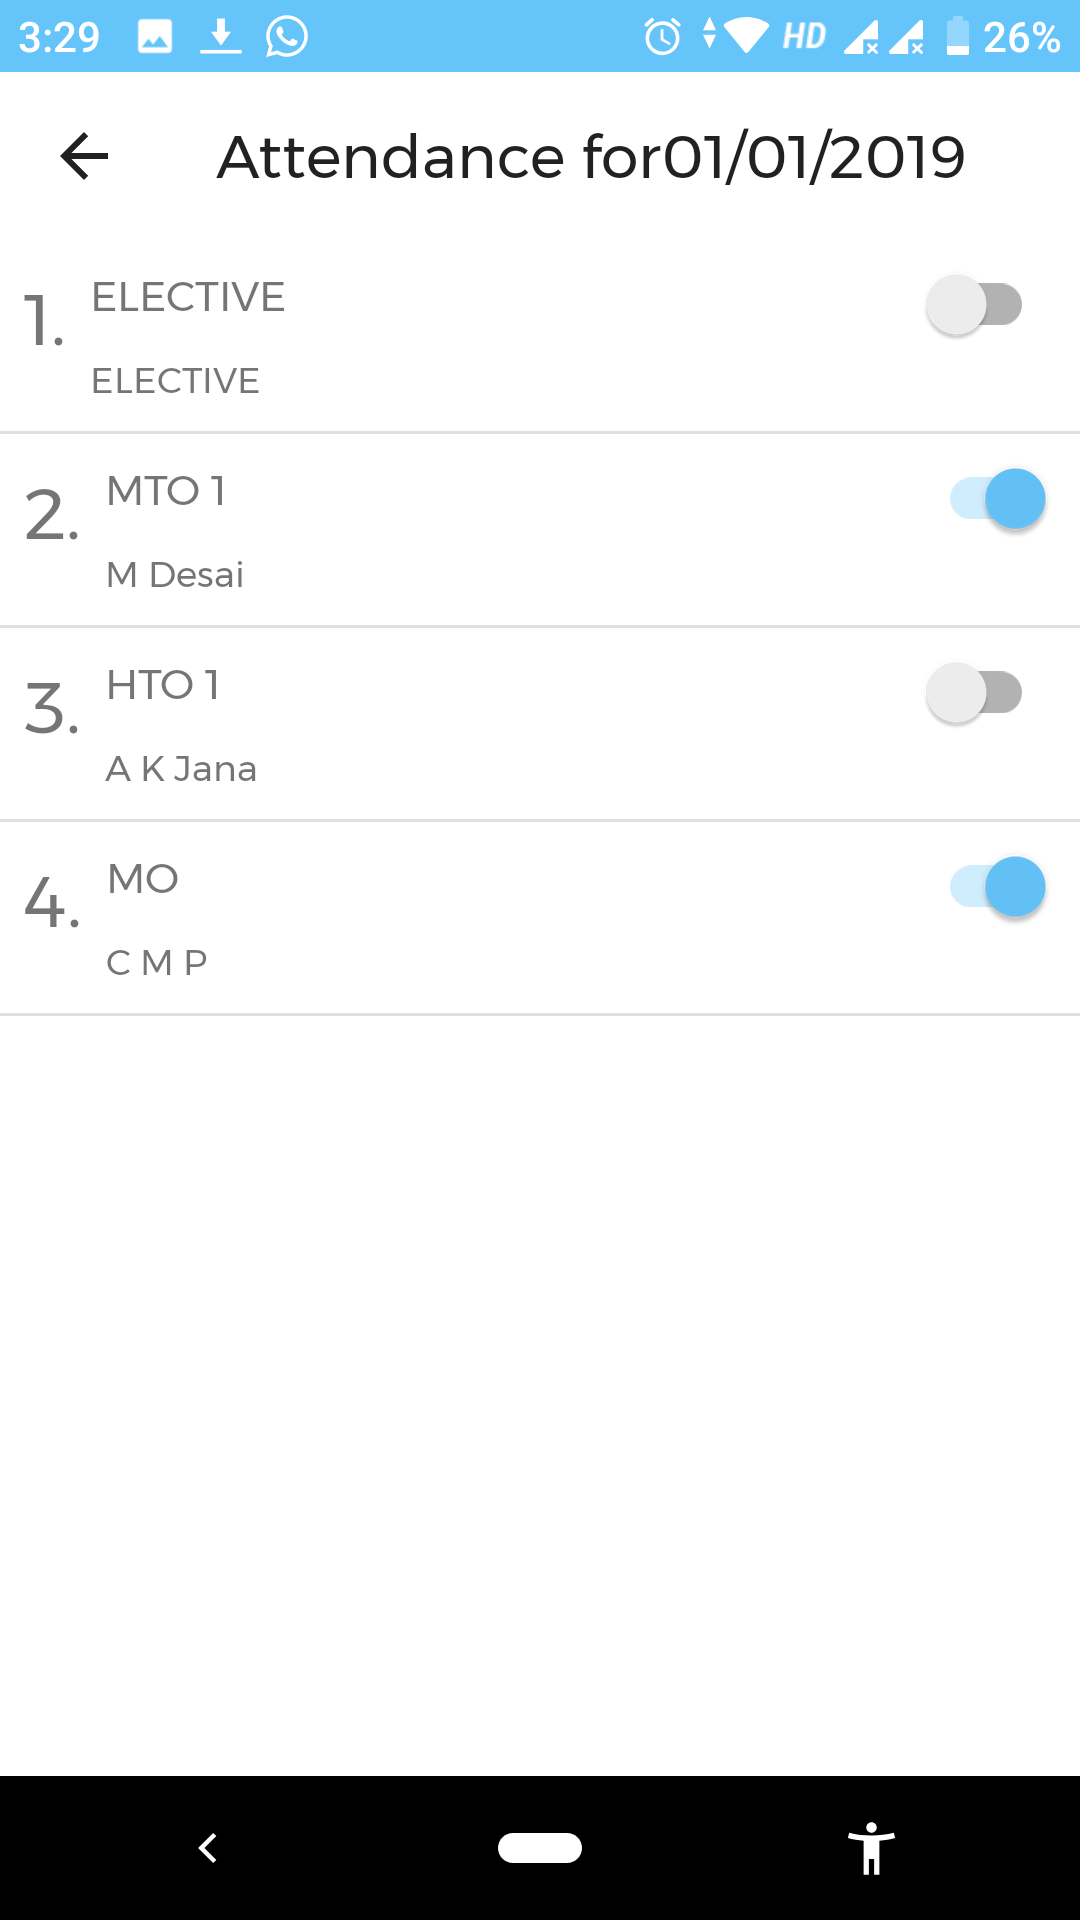 3:29 HD 26%
Attendance for01/01/2019
1. ELECTIVE
ELECTIVE
2. MTO 1
M Desai
3. HTO 1
A K Jana
4. MO
C M P